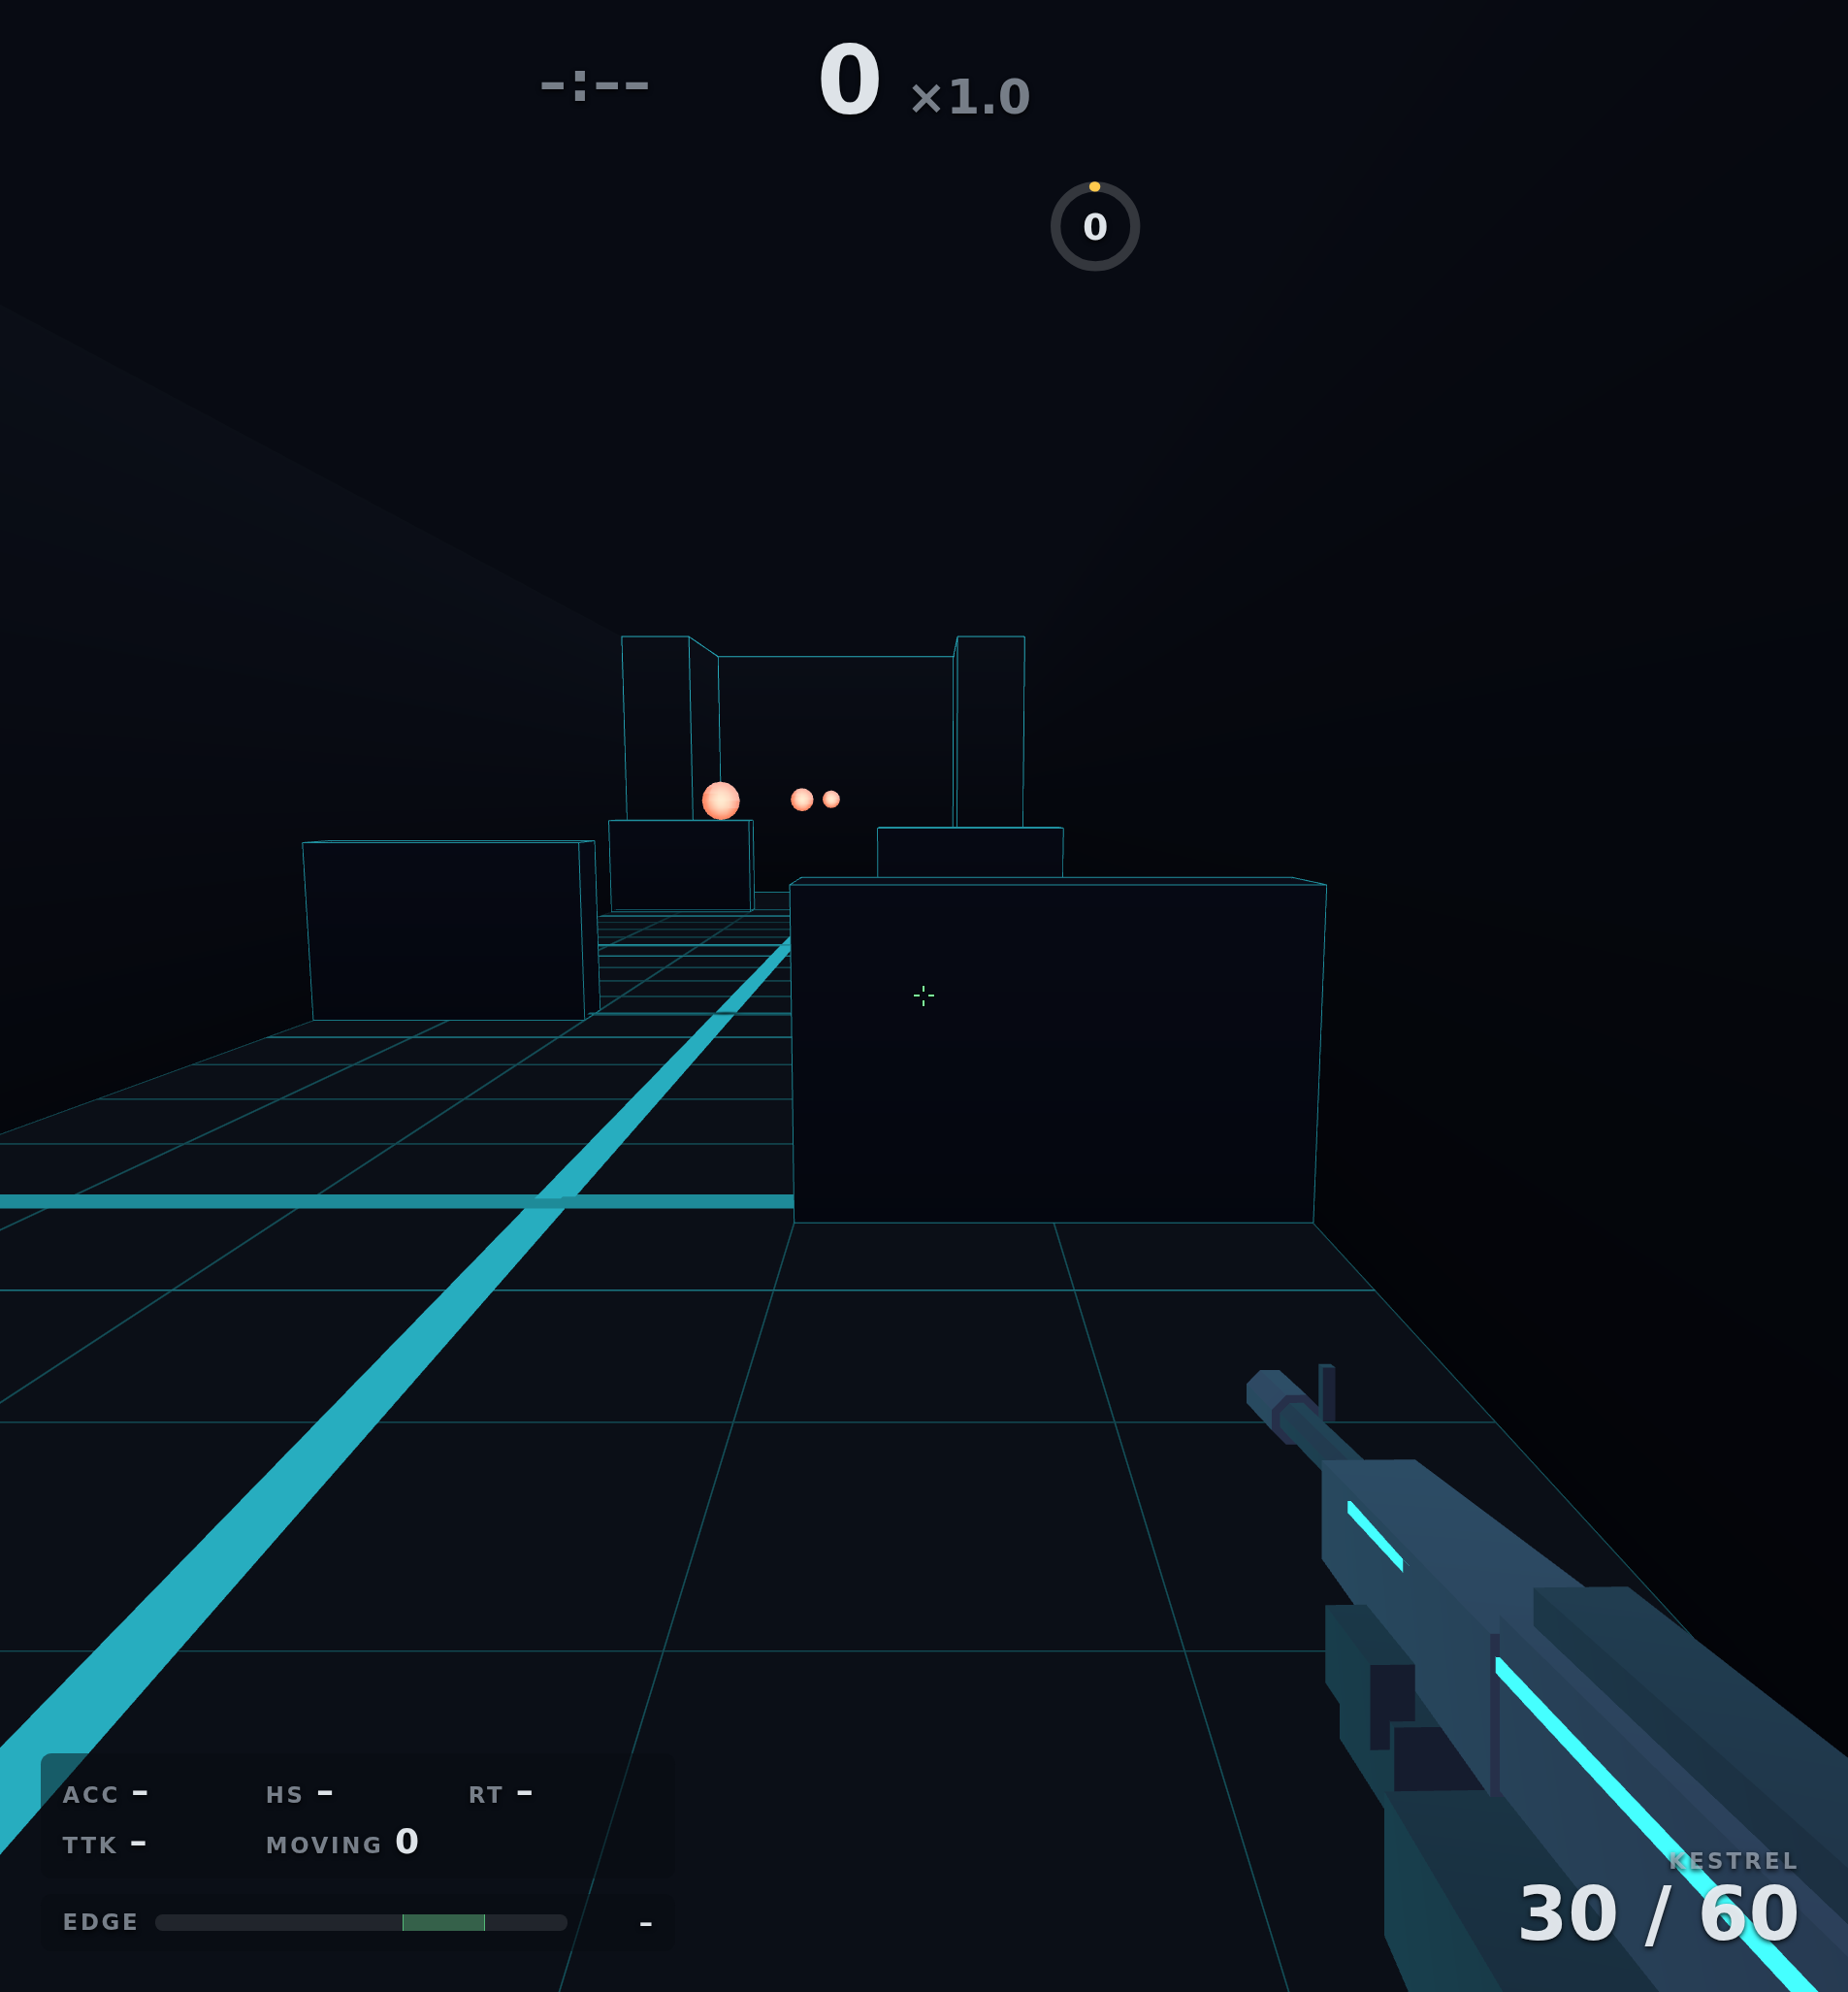 –:–– 0 ×1.0
0
ACC – HS – RT –
TTK – MOVING 0
EDGE –
KESTREL
30 / 60